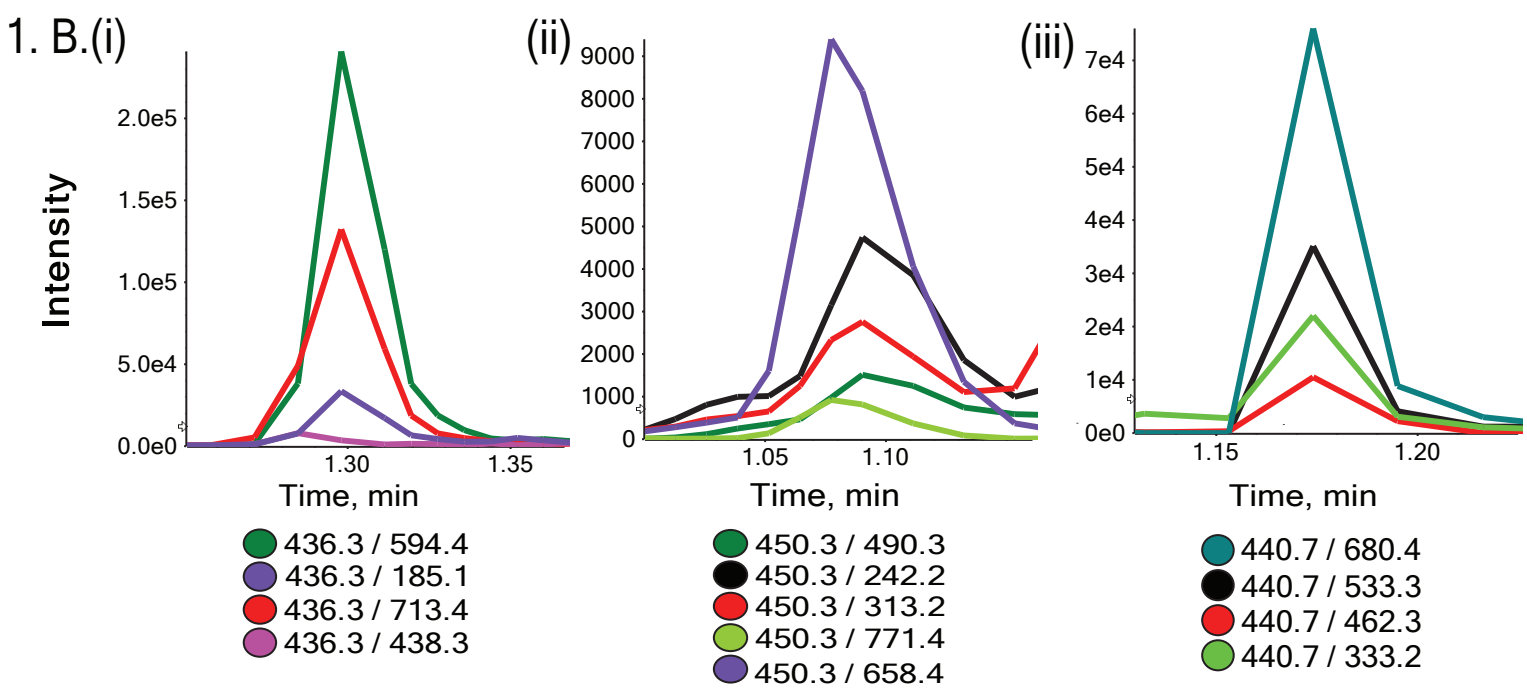 1. B.(i)
Intensity
2.0e5
1.5e5
1.0e5
5.0e4
0.0e0
1.30 1.35
Time, min
436.3 / 594.4
436.3 / 185.1
436.3 / 713.4
436.3 / 438.3
(ii)
9000
8000
7000
6000
5000
4000
3000
2000
1000
0
1.05 1.10
Time, min
450.3 / 490.3
450.3 / 242.2
450.3 / 313.2
450.3 / 771.4
450.3 / 658.4
(iii)
7e4
6e4
5e4
4e4
3e4
2e4
1e4
0e0
1.15 1.20
Time, min
440.7 / 680.4
440.7 / 533.3
440.7 / 462.3
440.7 / 333.2